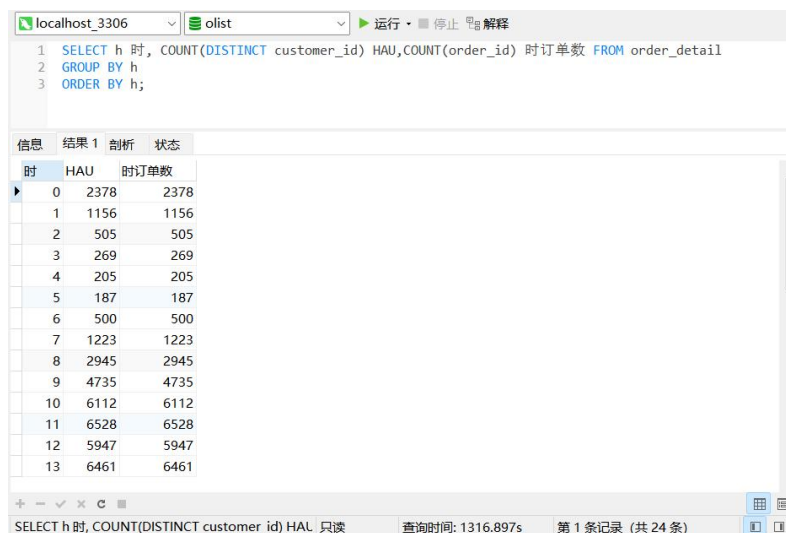 localhost_3306 olist 运行 停止 解释
1 SELECT h 时, COUNT(DISTINCT customer_id) HAU,COUNT(order_id) 时订单数 FROM order_detail
2 GROUP BY h
3 ORDER BY h;
信息 结果 1 剖析 状态
时 HAU 时订单数
0 2378 2378
1 1156 1156
2 505 505
3 269 269
4 205 205
5 187 187
6 500 500
7 1223 1223
8 2945 2945
9 4735 4735
10 6112 6112
11 6528 6528
12 5947 5947
13 6461 6461
SELECT h 时, COUNT(DISTINCT customer_id) HAU 只读 查询时间: 1316.897s 第 1 条记录 (共 24 条)